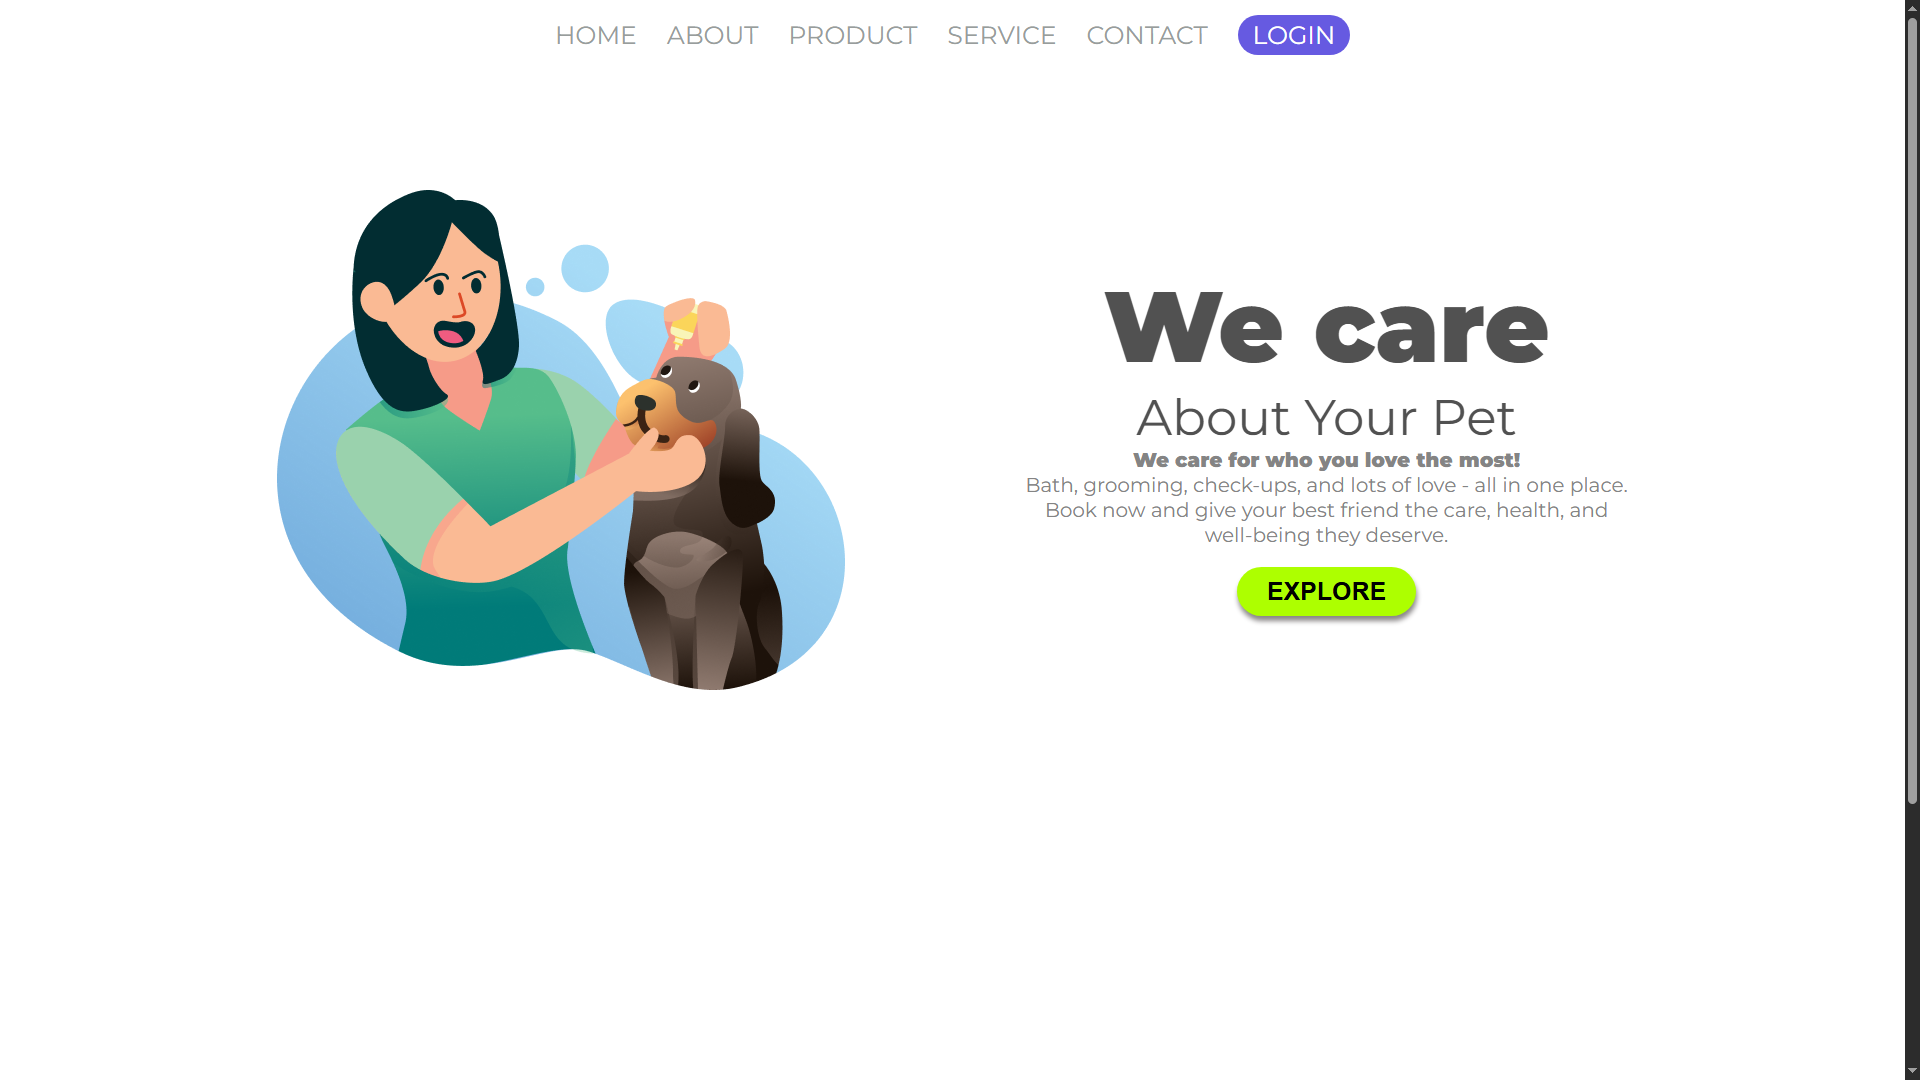 HOME ABOUT PRODUCT SERVICE CONTACT LOGIN
We care
About Your Pet
We care for who you love the most!
Bath, grooming, check-ups, and lots of love - all in one place.
Book now and give your best friend the care, health, and
well-being they deserve.
EXPLORE